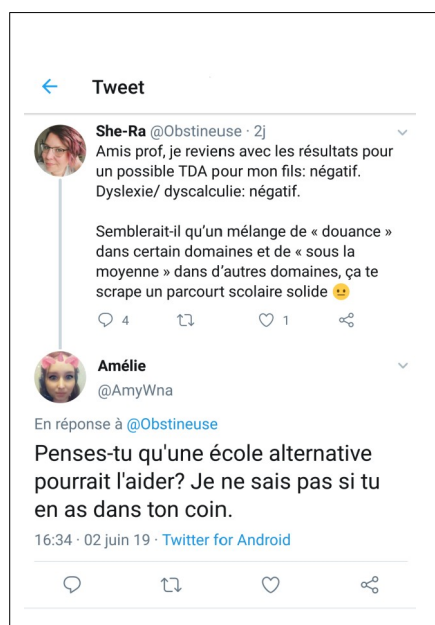 Tweet
She-Ra @Obstineuse · 2j
Amis prof, je reviens avec les résultats pour
un possible TDA pour mon fils: négatif.
Dyslexie/ dyscalculie: négatif.
Semblerait-il qu'un mélange de « douance »
dans certain domaines et de « sous la
moyenne » dans d'autres domaines, ça te
scrape un parcourt scolaire solide 😐
4 1
Amélie
@AmyWna
En réponse à @Obstineuse
Penses-tu qu'une école alternative
pourrait l'aider? Je ne sais pas si tu
en as dans ton coin.
16:34 · 02 juin 19 · Twitter for Android